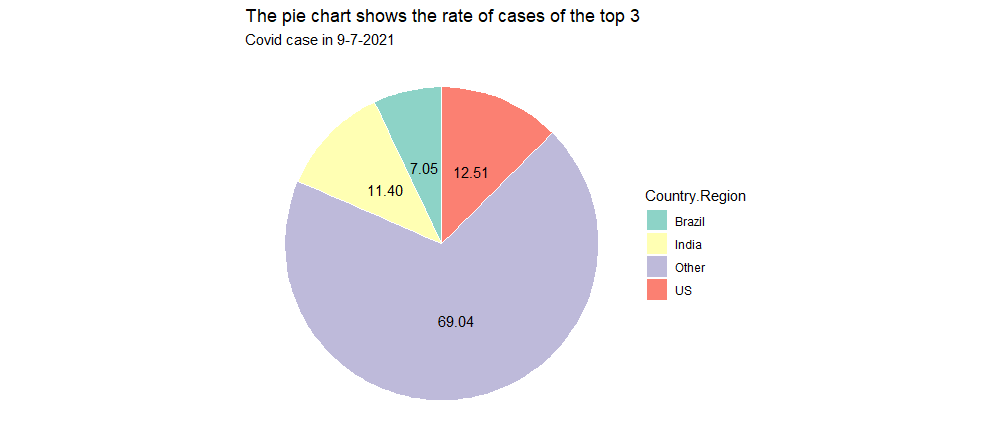 The pie chart shows the rate of cases of the top 3
Covid case in 9-7-2021
7.05
12.51
11.40
69.04
Country.Region
Brazil
India
Other
US